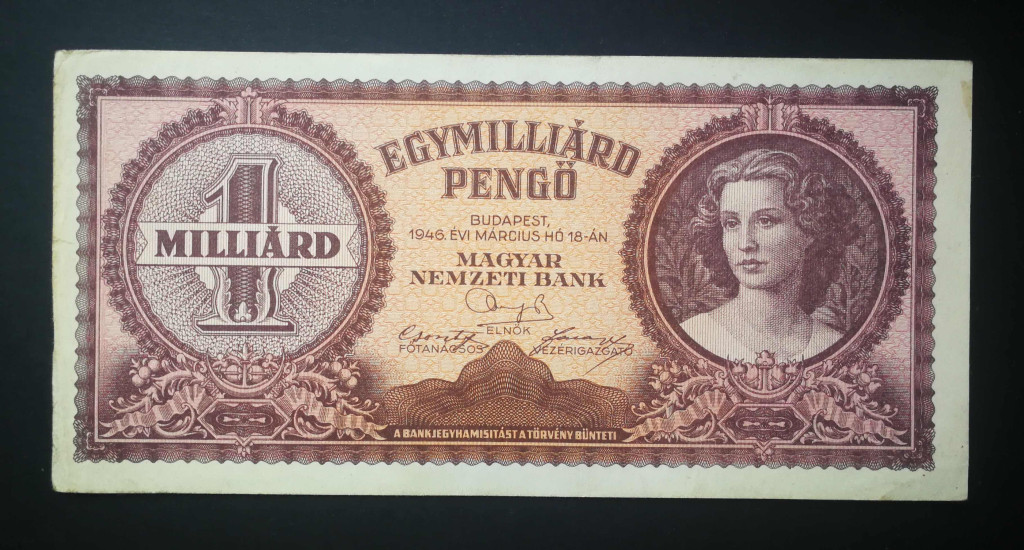 1
MILLIÁRD
EGYMILLIÁRD
PENGŐ
BUDAPEST,
1946. ÉVI MÁRCIUS HÓ 18-ÁN
MAGYAR
NEMZETI BANK
ELNÖK
FŐTANÁCSOS VEZÉRIGAZGATÓ
A BANKJEGYHAMISITÁST A TÖRVÉNY BÜNTETI